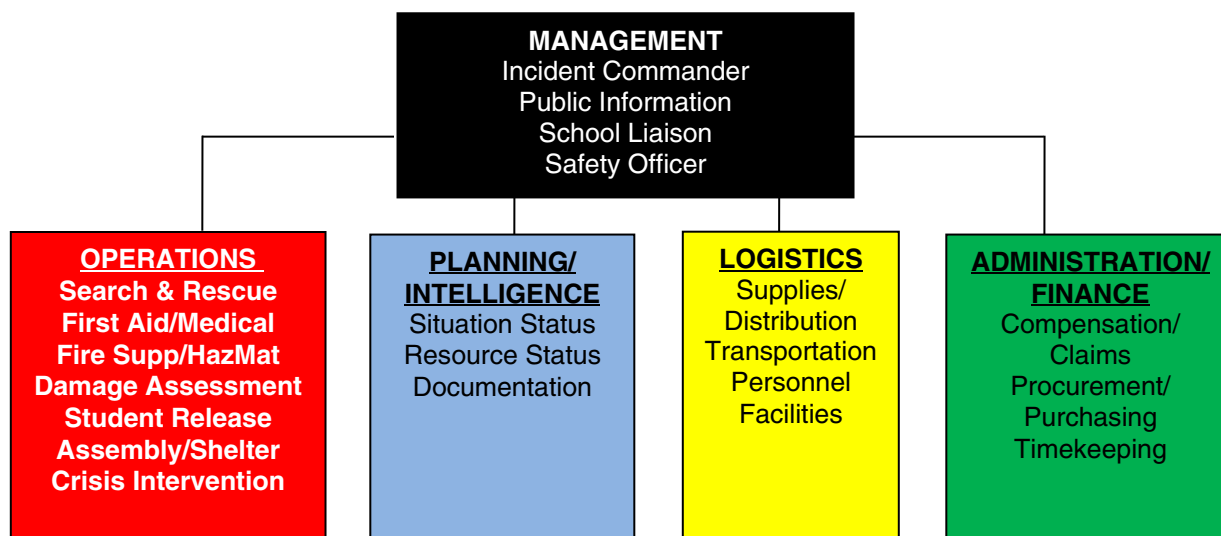 MANAGEMENT
Incident Commander
Public Information
School Liaison
Safety Officer
OPERATIONS
Search & Rescue
First Aid/Medical
Fire Supp/HazMat
Damage Assessment
Student Release
Assembly/Shelter
Crisis Intervention
PLANNING/
INTELLIGENCE
Situation Status
Resource Status
Documentation
LOGISTICS
Supplies/
Distribution
Transportation
Personnel
Facilities
ADMINISTRATION/
FINANCE
Compensation/
Claims
Procurement/
Purchasing
Timekeeping